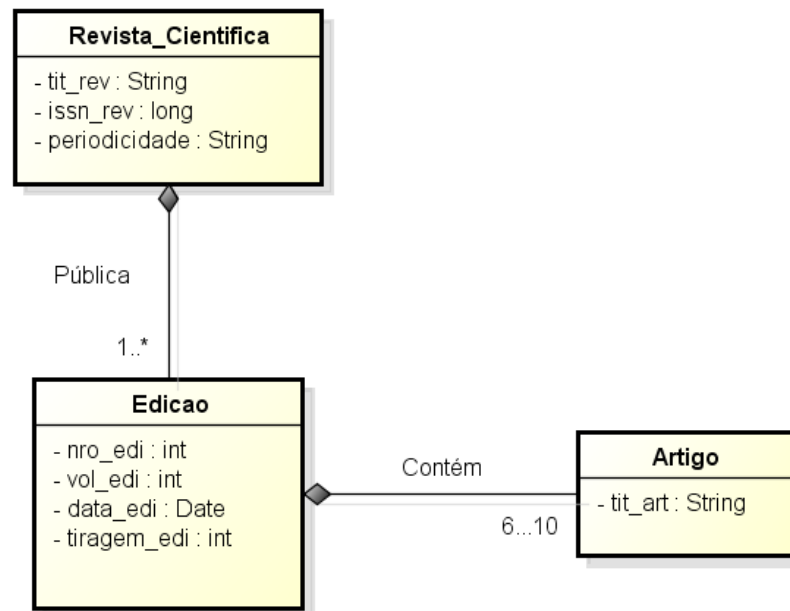 Revista_Cientifica
- tit_rev : String
- issn_rev : long
- periodicidade : String
Pública
1..*
Edicao
- nro_edi : int
- vol_edi : int
- data_edi : Date
- tiragem_edi : int
Contém
6...10
Artigo
- tit_art : String